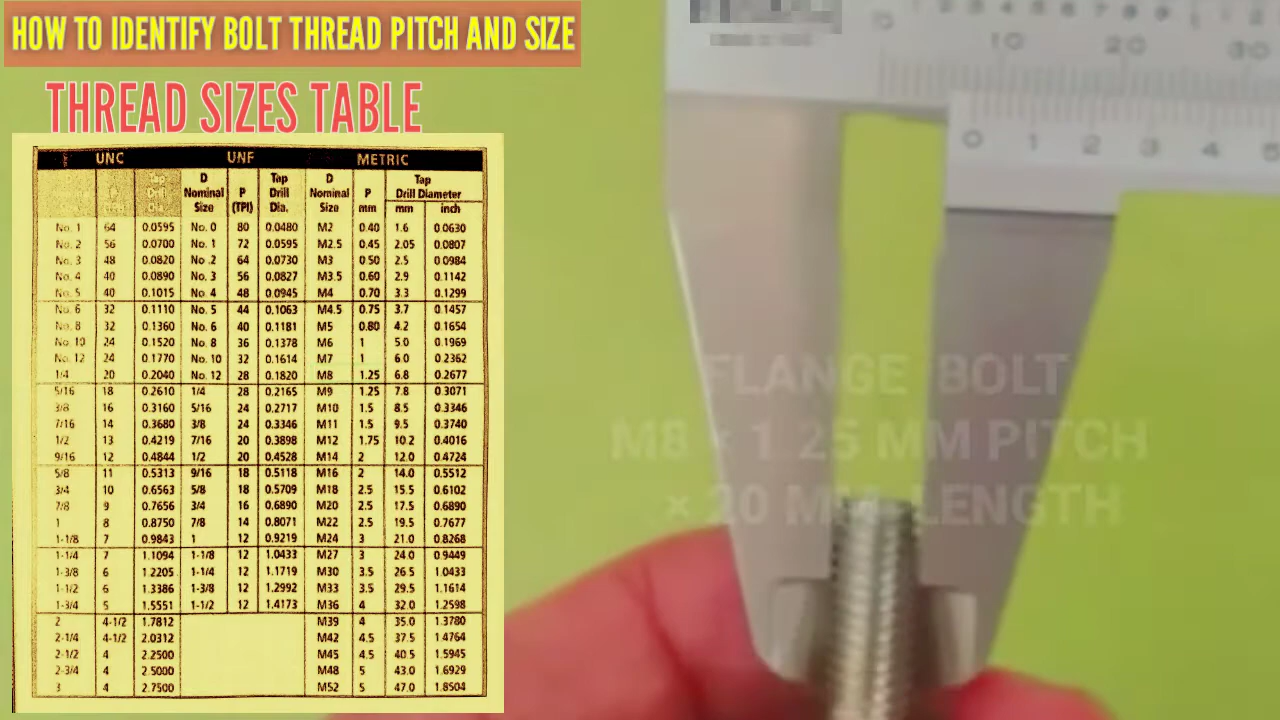 HOW TO IDENTIFY BOLT THREAD PITCH AND SIZE
THREAD SIZES TABLE
UNC UNF METRIC
Tap Drill D Nominal Size P (TPI) Tap Drill Dia. D Nominal Size P mm Tap Drill Diameter mm inch
No. 1 64 0.0595 No. 0 80 0.0480 M2 0.40 1.6 0.0630
No. 2 56 0.0700 No. 1 72 0.0595 M2.5 0.45 2.05 0.0807
No. 3 48 0.0820 No .2 64 0.0730 M3 0.50 2.5 0.0984
No. 4 40 0.0890 No. 3 56 0.0827 M3.5 0.60 2.9 0.1142
No. 5 40 0.1015 No. 4 48 0.0945 M4 0.70 3.3 0.1299
No. 6 32 0.1110 No. 5 44 0.1063 M4.5 0.75 3.7 0.1457
No. 8 32 0.1360 No. 6 40 0.1181 M5 0.80 4.2 0.1654
No. 10 24 0.1520 No. 8 36 0.1378 M6 1 5.0 0.1969
No. 12 24 0.1770 No. 10 32 0.1614 M7 1 6.0 0.2362
1/4 20 0.2040 No. 12 28 0.1820 M8 1.25 6.8 0.2677
5/16 18 0.2610 1/4 28 0.2165 M9 1.25 7.8 0.3071
3/8 16 0.3160 5/16 24 0.2717 M10 1.5 8.5 0.3346
7/16 14 0.3680 3/8 24 0.3346 M11 1.5 9.5 0.3740
1/2 13 0.4219 7/16 20 0.3898 M12 1.75 10.2 0.4016
9/16 12 0.4844 1/2 20 0.4528 M14 2 12.0 0.4724
5/8 11 0.5313 9/16 18 0.5118 M16 2 14.0 0.5512
3/4 10 0.6563 5/8 18 0.5709 M18 2.5 15.5 0.6102
7/8 9 0.7656 3/4 16 0.6890 M20 2.5 17.5 0.6890
1 8 0.8750 7/8 14 0.8071 M22 2.5 19.5 0.7677
1-1/8 7 0.9843 1 12 0.9219 M24 3 21.0 0.8268
1-1/4 7 1.1094 1-1/8 12 1.0433 M27 3 24.0 0.9449
1-3/8 6 1.2205 1-1/4 12 1.1719 M30 3.5 26.5 1.0433
1-1/2 6 1.3386 1-3/8 12 1.2992 M33 3.5 29.5 1.1614
1-3/4 5 1.5551 1-1/2 12 1.4173 M36 4 32.0 1.2598
2 4-1/2 1.7812 M39 4 35.0 1.3780
2-1/4 4-1/2 2.0312 M42 4.5 37.5 1.4764
2-1/2 4 2.2500 M45 4.5 40.5 1.5945
2-3/4 4 2.5000 M48 5 43.0 1.6929
3 4 2.7500 M52 5 47.0 1.8504
10 20 30
0 1 2 3 4 5
FLANGE BOLT
M8 × 1.25 MM PITCH
× 20 MM LENGTH